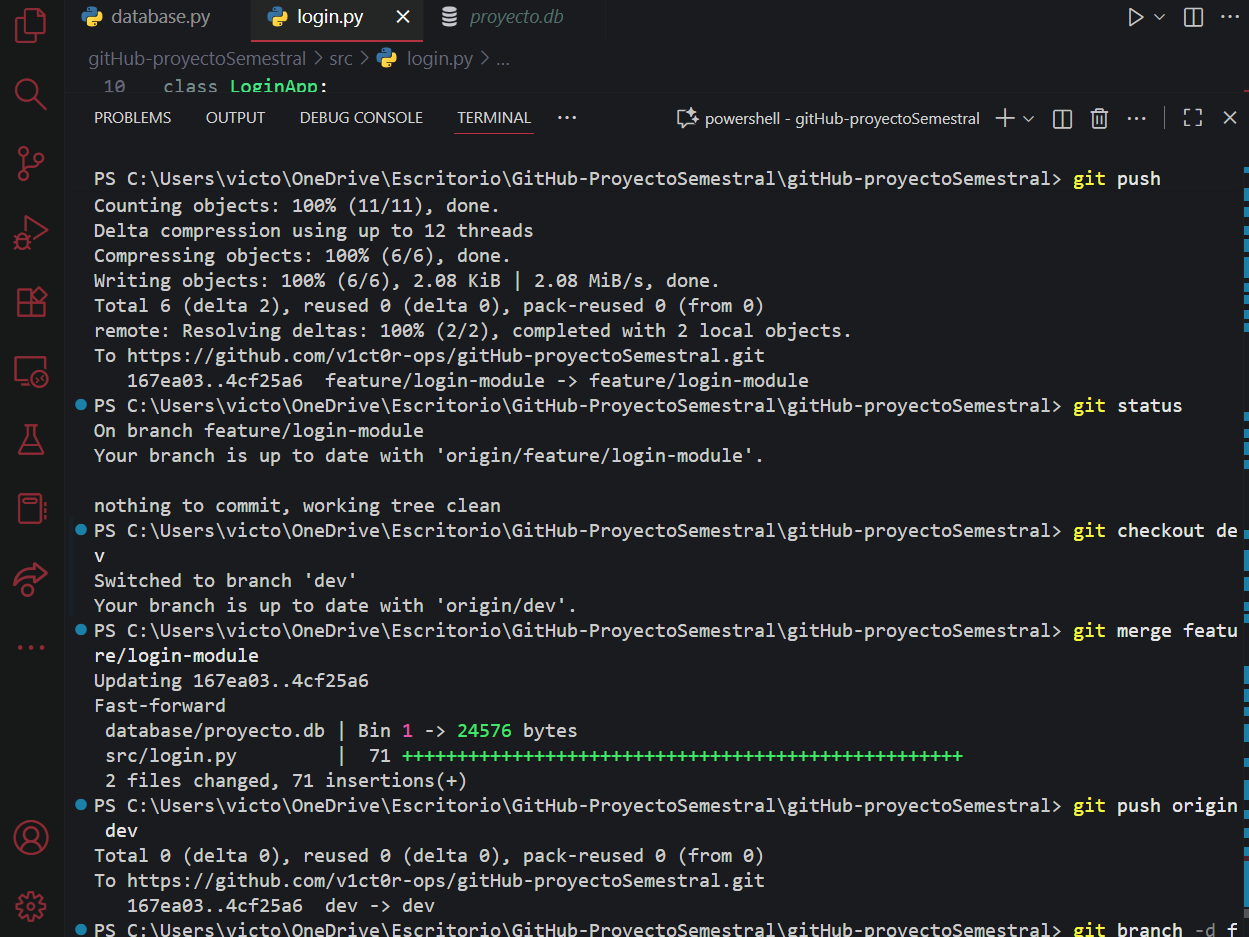 database.py login.py proyecto.db
gitHub-proyectoSemestral > src > login.py > ...
10 class LoginApp:
PROBLEMS OUTPUT DEBUG CONSOLE TERMINAL ... powershell - gitHub-proyectoSemestral
PS C:\Users\victo\OneDrive\Escritorio\GitHub-ProyectoSemestral\gitHub-proyectoSemestral> git push
Counting objects: 100% (11/11), done.
Delta compression using up to 12 threads
Compressing objects: 100% (6/6), done.
Writing objects: 100% (6/6), 2.08 KiB | 2.08 MiB/s, done.
Total 6 (delta 2), reused 0 (delta 0), pack-reused 0 (from 0)
remote: Resolving deltas: 100% (2/2), completed with 2 local objects.
To https://github.com/v1ct0r-ops/gitHub-proyectoSemestral.git
   167ea03..4cf25a6  feature/login-module -> feature/login-module
PS C:\Users\victo\OneDrive\Escritorio\GitHub-ProyectoSemestral\gitHub-proyectoSemestral> git status
On branch feature/login-module
Your branch is up to date with 'origin/feature/login-module'.
nothing to commit, working tree clean
PS C:\Users\victo\OneDrive\Escritorio\GitHub-ProyectoSemestral\gitHub-proyectoSemestral> git checkout de
v
Switched to branch 'dev'
Your branch is up to date with 'origin/dev'.
PS C:\Users\victo\OneDrive\Escritorio\GitHub-ProyectoSemestral\gitHub-proyectoSemestral> git merge featu
re/login-module
Updating 167ea03..4cf25a6
Fast-forward
 database/proyecto.db | Bin 1 -> 24576 bytes
 src/login.py         |  71 +++++++++++++++++++++++++++++++++++++++++++++++++++
 2 files changed, 71 insertions(+)
PS C:\Users\victo\OneDrive\Escritorio\GitHub-ProyectoSemestral\gitHub-proyectoSemestral> git push origin
 dev
Total 0 (delta 0), reused 0 (delta 0), pack-reused 0 (from 0)
To https://github.com/v1ct0r-ops/gitHub-proyectoSemestral.git
   167ea03..4cf25a6  dev -> dev
PS C:\Users\victo\OneDrive\Escritorio\GitHub-ProyectoSemestral\gitHub-proyectoSemestral> git branch -d f